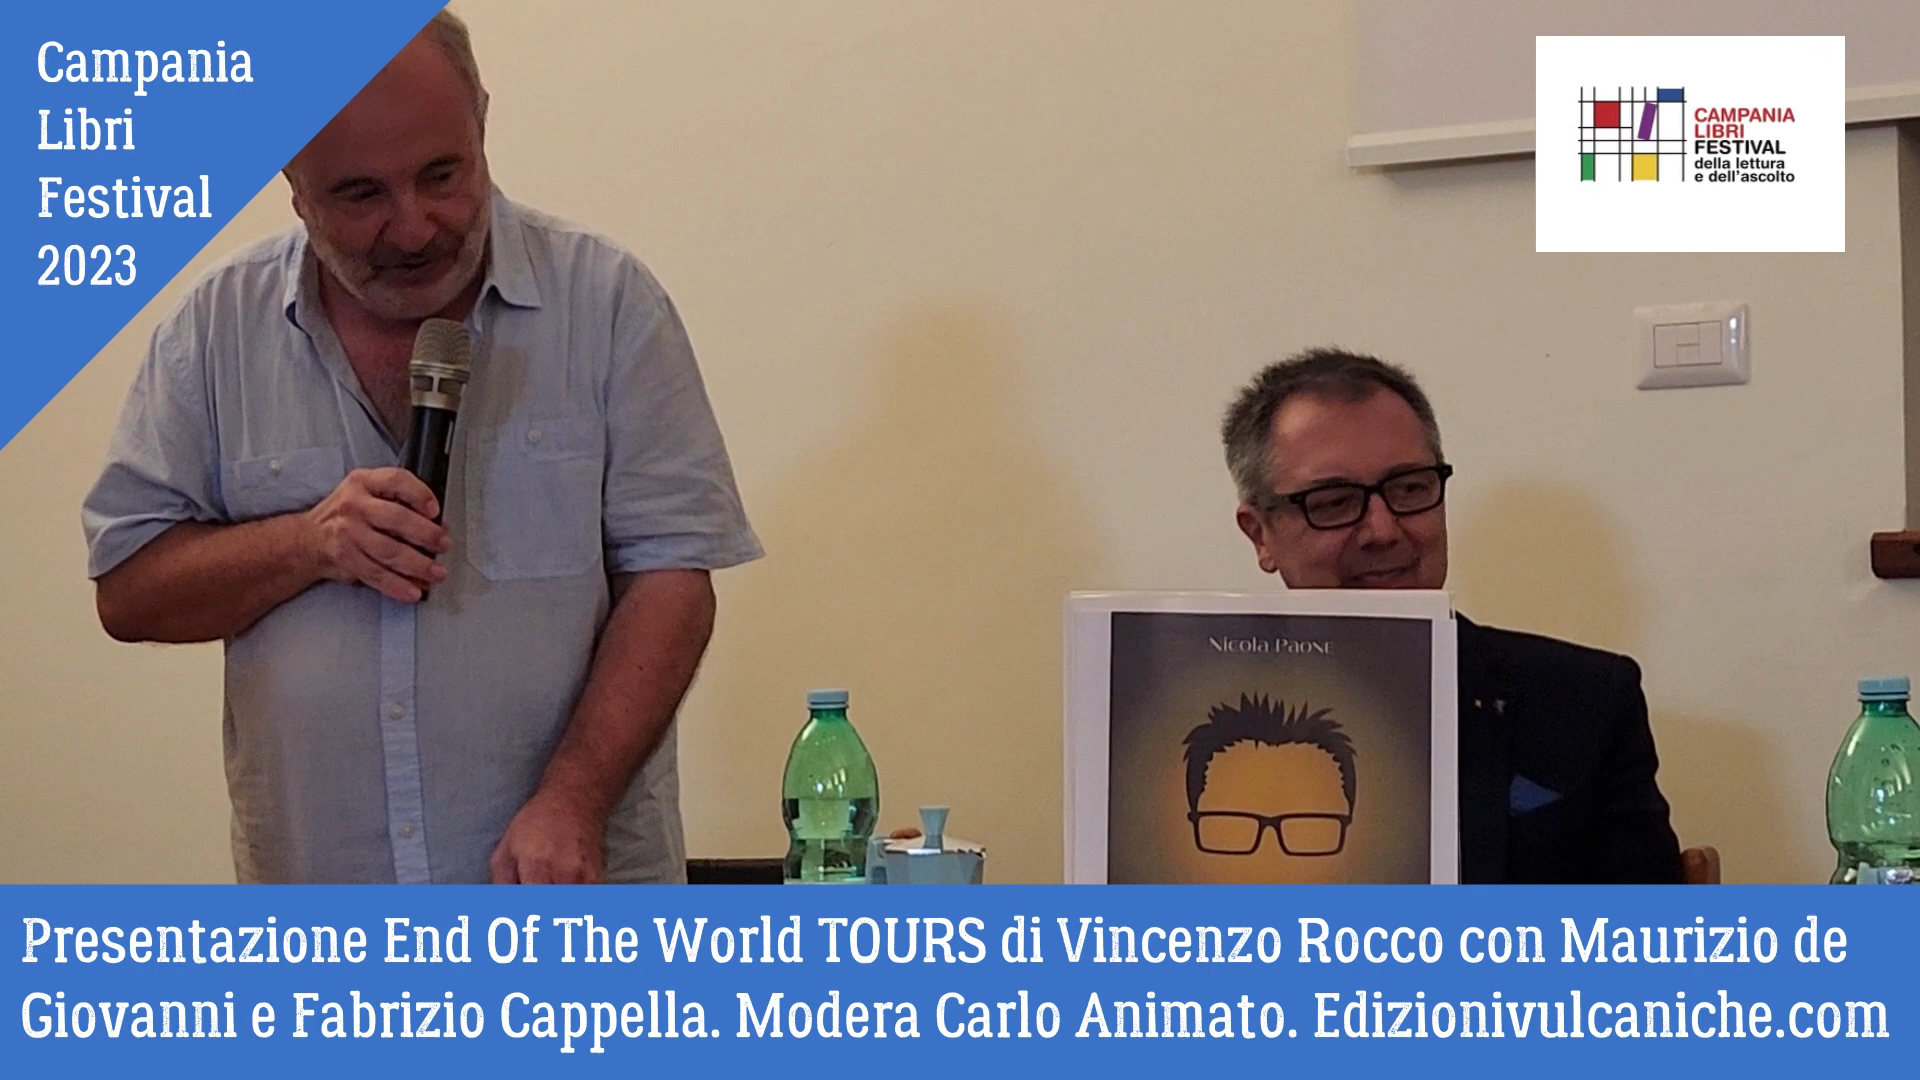 Campania
Libri
Festival
2023
CAMPANIA
LIBRI
FESTIVAL
della lettura
e dell'ascolto
Nicola Paone
Presentazione End Of The World TOURS di Vincenzo Rocco con Maurizio de
Giovanni e Fabrizio Cappella. Modera Carlo Animato. Edizionivulcaniche.com